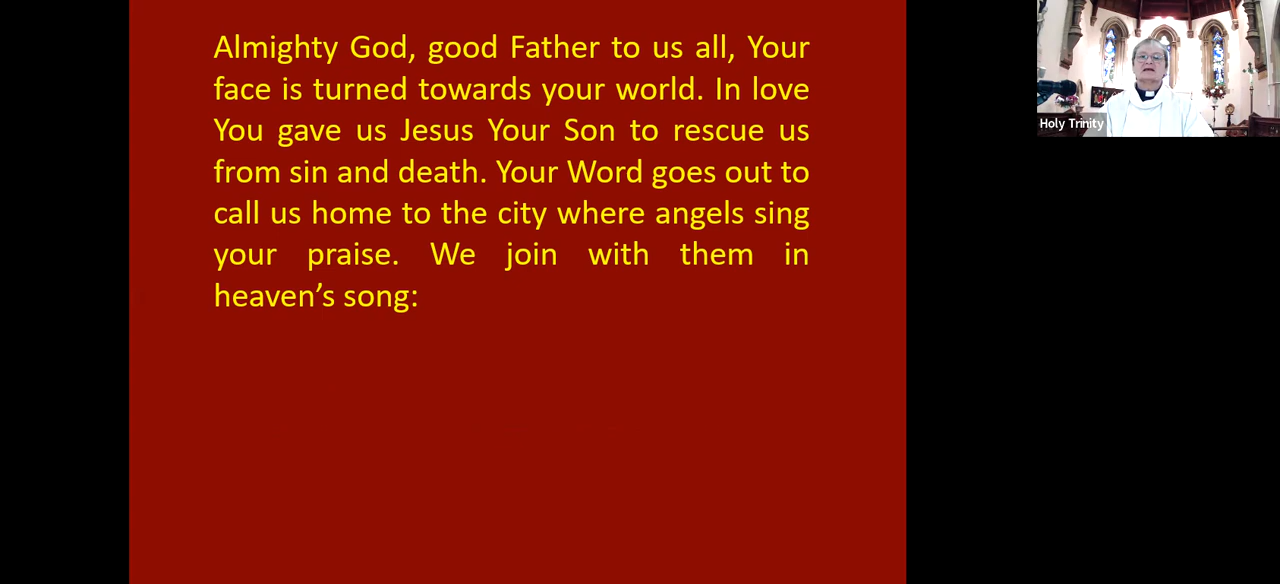 Almighty God, good Father to us all, Your
face is turned towards your world. In love
You gave us Jesus Your Son to rescue us
from sin and death. Your Word goes out to
call us home to the city where angels sing
your praise. We join with them in
heaven’s song:
Holy Trinity